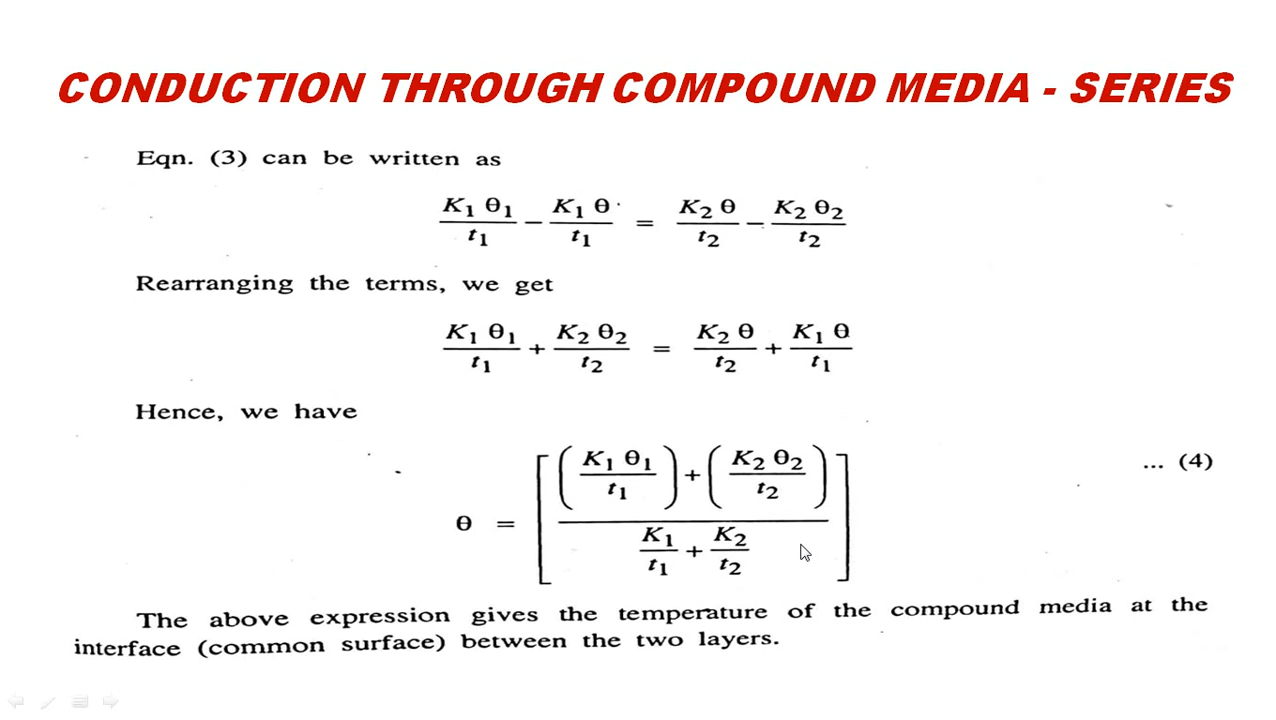 CONDUCTION THROUGH COMPOUND MEDIA - SERIES
Eqn. (3) can be written as
K₁ θ₁/t₁ − K₁ θ/t₁ = K₂ θ/t₂ − K₂ θ₂/t₂
Rearranging the terms, we get
K₁ θ₁/t₁ + K₂ θ₂/t₂ = K₂ θ/t₂ + K₁ θ/t₁
Hence, we have
θ = [ ( (K₁ θ₁/t₁) + (K₂ θ₂/t₂) ) / ( K₁/t₁ + K₂/t₂ ) ] ... (4)
The above expression gives the temperature of the compound media at the
interface (common surface) between the two layers.